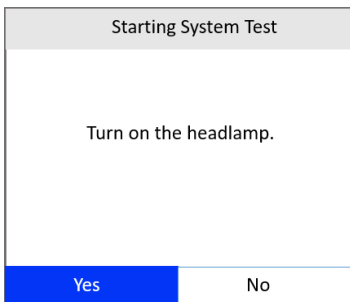 Starting System Test
Turn on the headlamp.
Yes
No